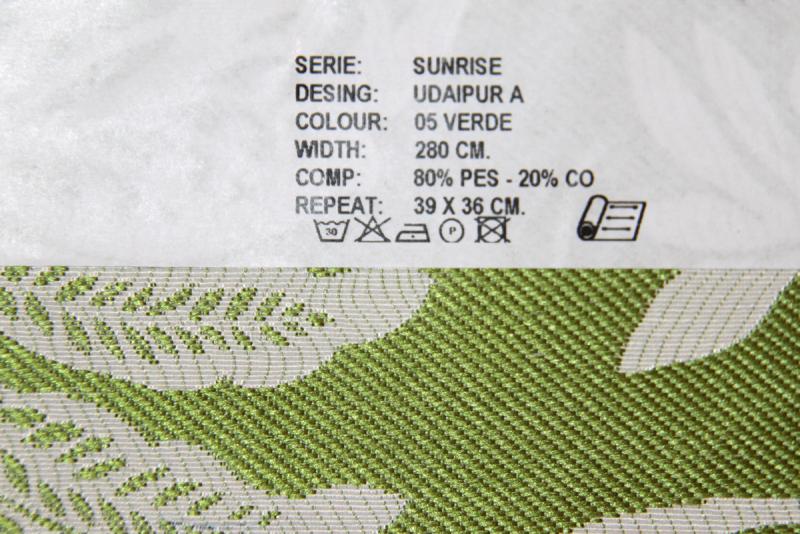 SERIE: SUNRISE
DESING: UDAIPUR A
COLOUR: 05 VERDE
WIDTH: 280 CM.
COMP: 80% PES - 20% CO
REPEAT: 39 X 36 CM.
30 P